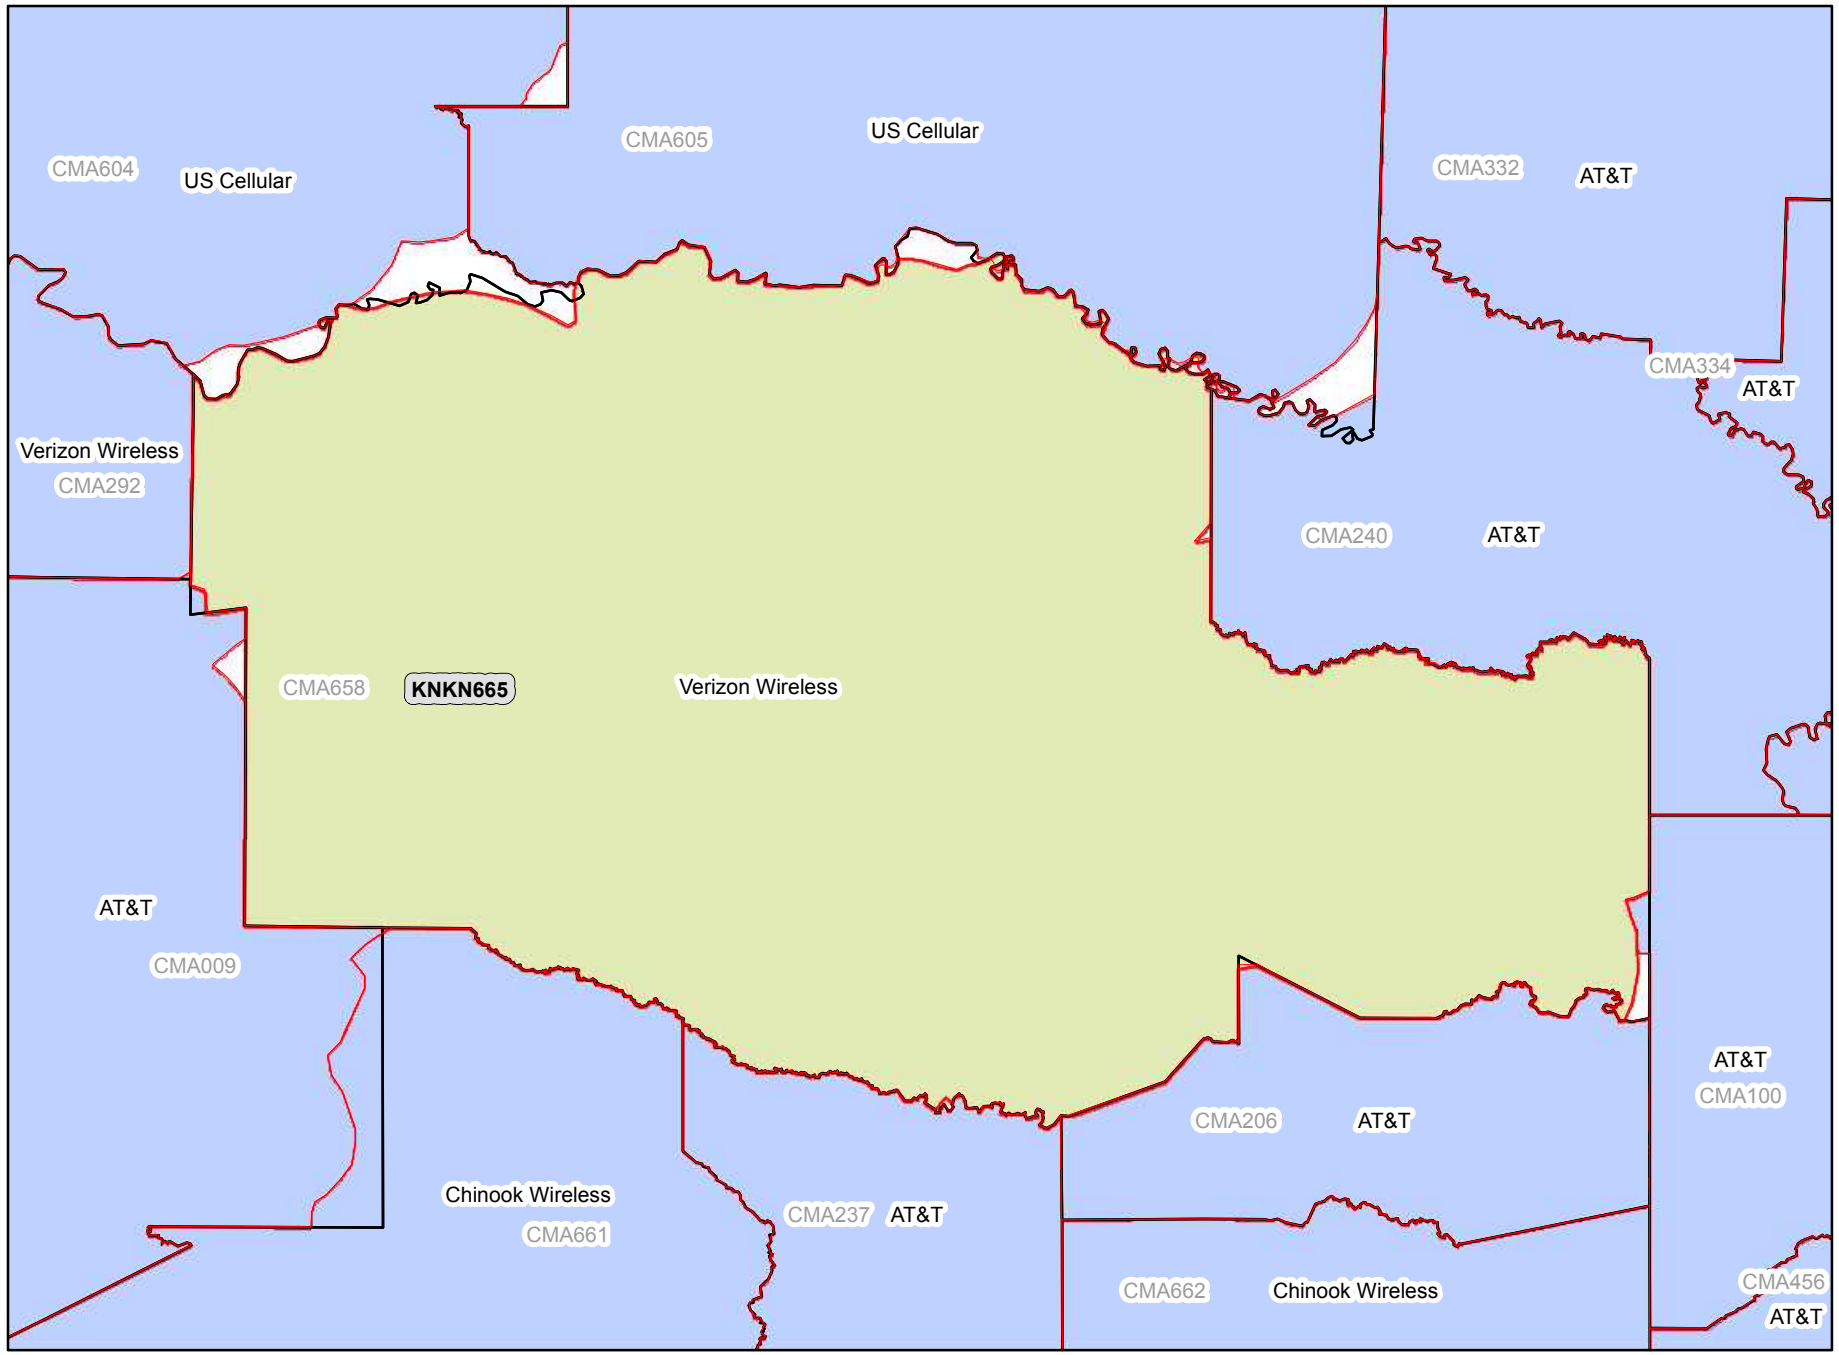 US Cellular
CMA605
CMA604
US Cellular
CMA332
AT&T
CMA334
AT&T
Verizon Wireless
CMA292
CMA240
AT&T
CMA658
KNKN665
Verizon Wireless
AT&T
CMA009
AT&T
CMA100
CMA206
AT&T
Chinook Wireless
CMA661
CMA237
AT&T
CMA662
Chinook Wireless
CMA456
AT&T